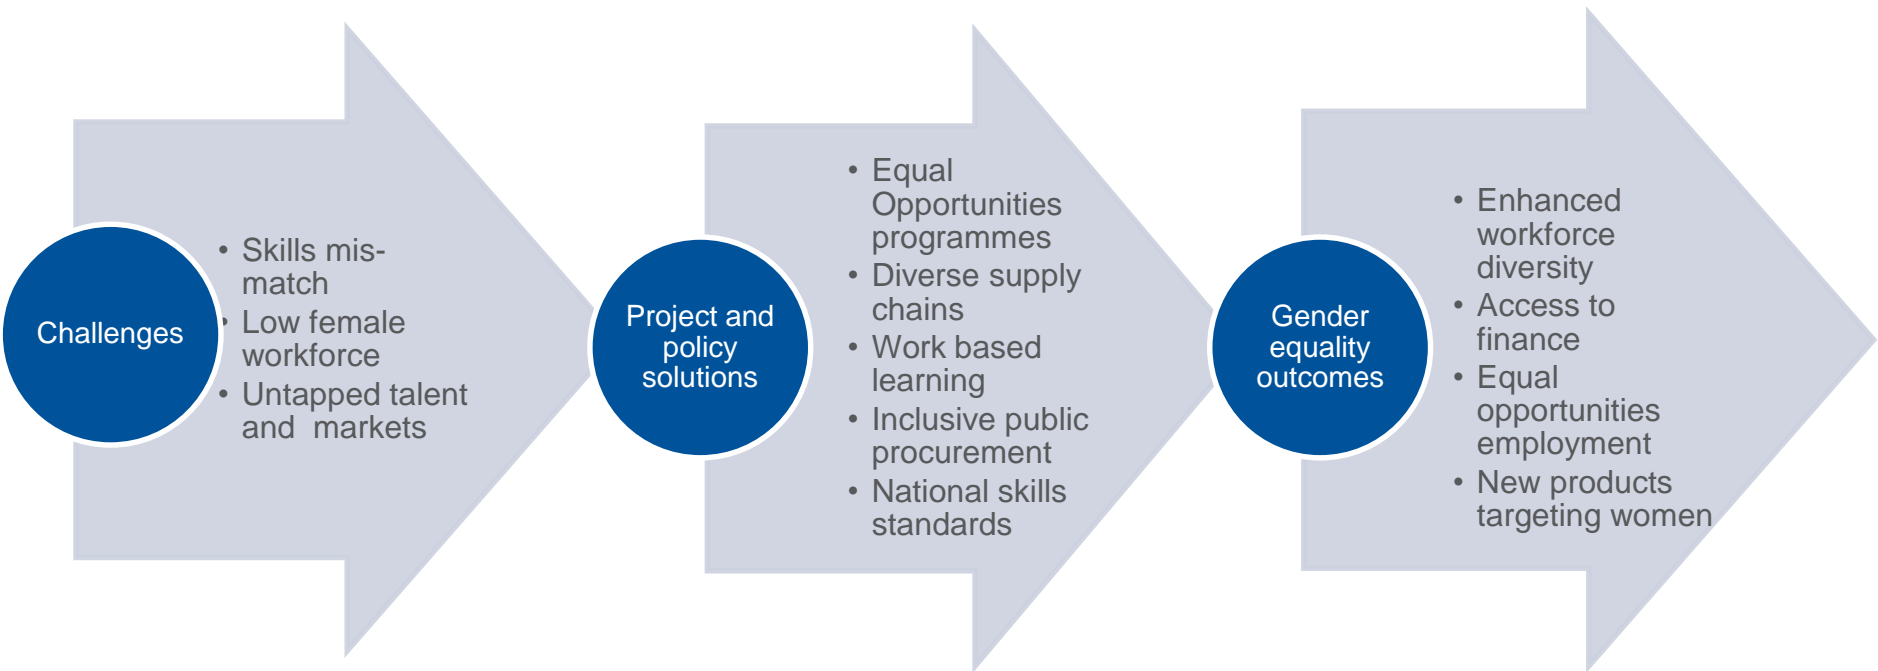 Challenges
• Skills mis-
match
• Low female
workforce
• Untapped talent
and  markets
Project and
policy
solutions
• Equal
Opportunities
programmes
• Diverse supply
chains
• Work based
learning
• Inclusive public
procurement
• National skills
standards
Gender
equality
outcomes
• Enhanced
workforce
diversity
• Access to
finance
• Equal
opportunities
employment
• New products
targeting women